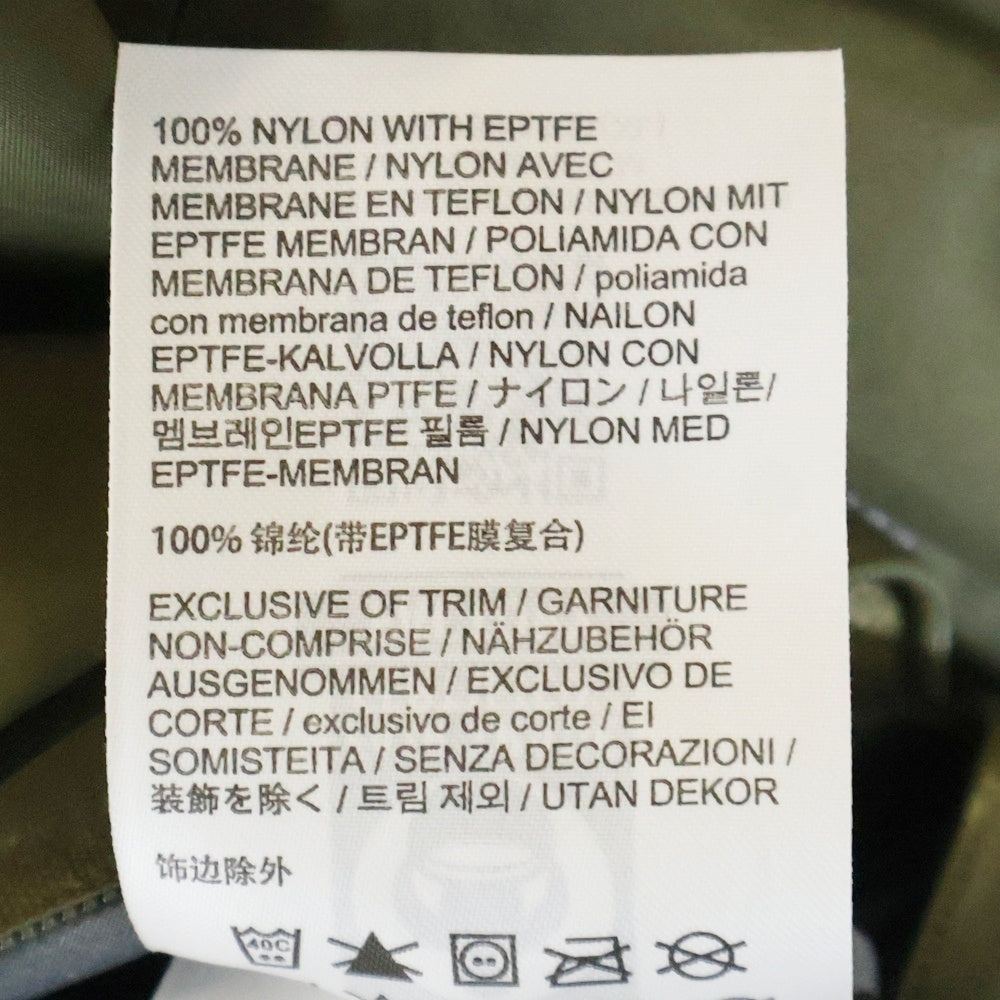 100% NYLON WITH EPTFE
MEMBRANE / NYLON AVEC
MEMBRANE EN TEFLON / NYLON MIT
EPTFE MEMBRAN / POLIAMIDA CON
MEMBRANA DE TEFLON / poliamida
con membrana de teflon / NAILON
EPTFE-KALVOLLA / NYLON CON
MEMBRANA PTFE / ナイロン / 나일론/
멤브레인EPTFE 필름 / NYLON MED
EPTFE-MEMBRAN
100% 锦纶(带EPTFE膜复合)
EXCLUSIVE OF TRIM / GARNITURE
NON-COMPRISE / NÄHZUBEHÖR
AUSGENOMMEN / EXCLUSIVO DE
CORTE / exclusivo de corte / EI
SOMISTEITA / SENZA DECORAZIONI /
装飾を除く / 트림 제외 / UTAN DEKOR
饰边除外
40C